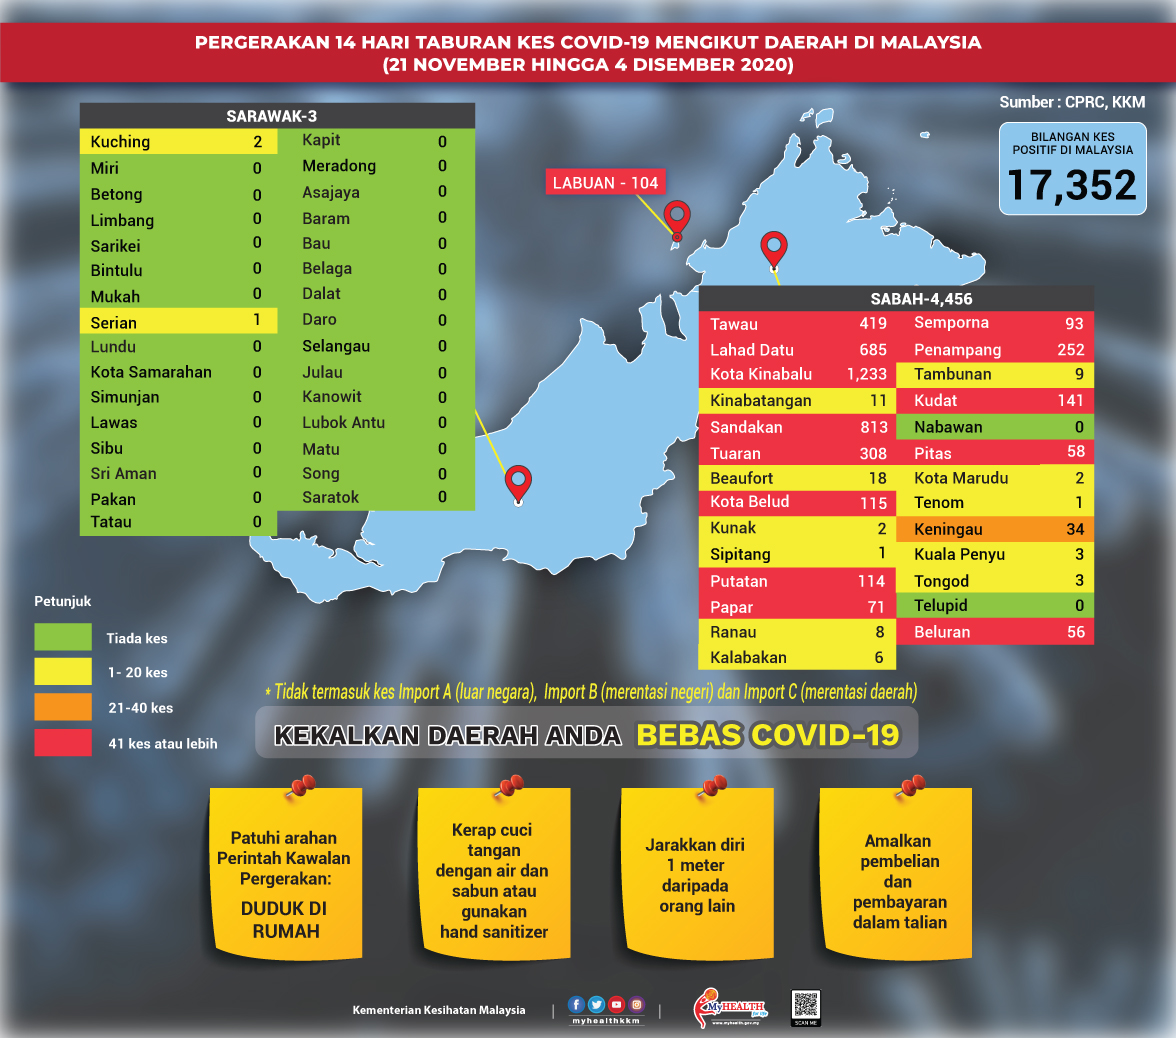 PERGERAKAN 14 HARI TABURAN KES COVID-19 MENGIKUT DAERAH DI MALAYSIA
(21 NOVEMBER HINGGA 4 DISEMBER 2020)
Sumber : CPRC, KKM
BILANGAN KES
POSITIF DI MALAYSIA
17,352
SARAWAK-3
Kuching 2 Kapit 0
Miri 0 Meradong 0
Betong 0 Asajaya 0
Limbang 0 Baram 0
Sarikei 0 Bau 0
Bintulu 0 Belaga 0
Mukah 0 Dalat 0
Serian 1 Daro 0
Lundu 0 Selangau 0
Kota Samarahan 0 Julau 0
Simunjan 0 Kanowit 0
Lawas 0 Lubok Antu 0
Sibu 0 Matu 0
Sri Aman 0 Song 0
Pakan 0 Saratok 0
Tatau 0
LABUAN - 104
SABAH-4,456
Tawau 419 Semporna 93
Lahad Datu 685 Penampang 252
Kota Kinabalu 1,233 Tambunan 9
Kinabatangan 11 Kudat 141
Sandakan 813 Nabawan 0
Tuaran 308 Pitas 58
Beaufort 18 Kota Marudu 2
Kota Belud 115 Tenom 1
Kunak 2 Keningau 34
Sipitang 1 Kuala Penyu 3
Putatan 114 Tongod 3
Papar 71 Telupid 0
Ranau 8 Beluran 56
Kalabakan 6
Petunjuk
Tiada kes
1- 20 kes
21-40 kes
41 kes atau lebih
* Tidak termasuk kes Import A (luar negara), Import B (merentasi negeri) dan Import C (merentasi daerah)
KEKALKAN DAERAH ANDA BEBAS COVID-19
Patuhi arahan
Perintah Kawalan
Pergerakan:
DUDUK DI
RUMAH
Kerap cuci
tangan
dengan air dan
sabun atau
gunakan
hand sanitizer
Jarakkan diri
1 meter
daripada
orang lain
Amalkan
pembelian
dan
pembayaran
dalam talian
Kementerian Kesihatan Malaysia
myhealthkkm
MyHEALTH
for life
www.myhealth.gov.my
SCAN ME